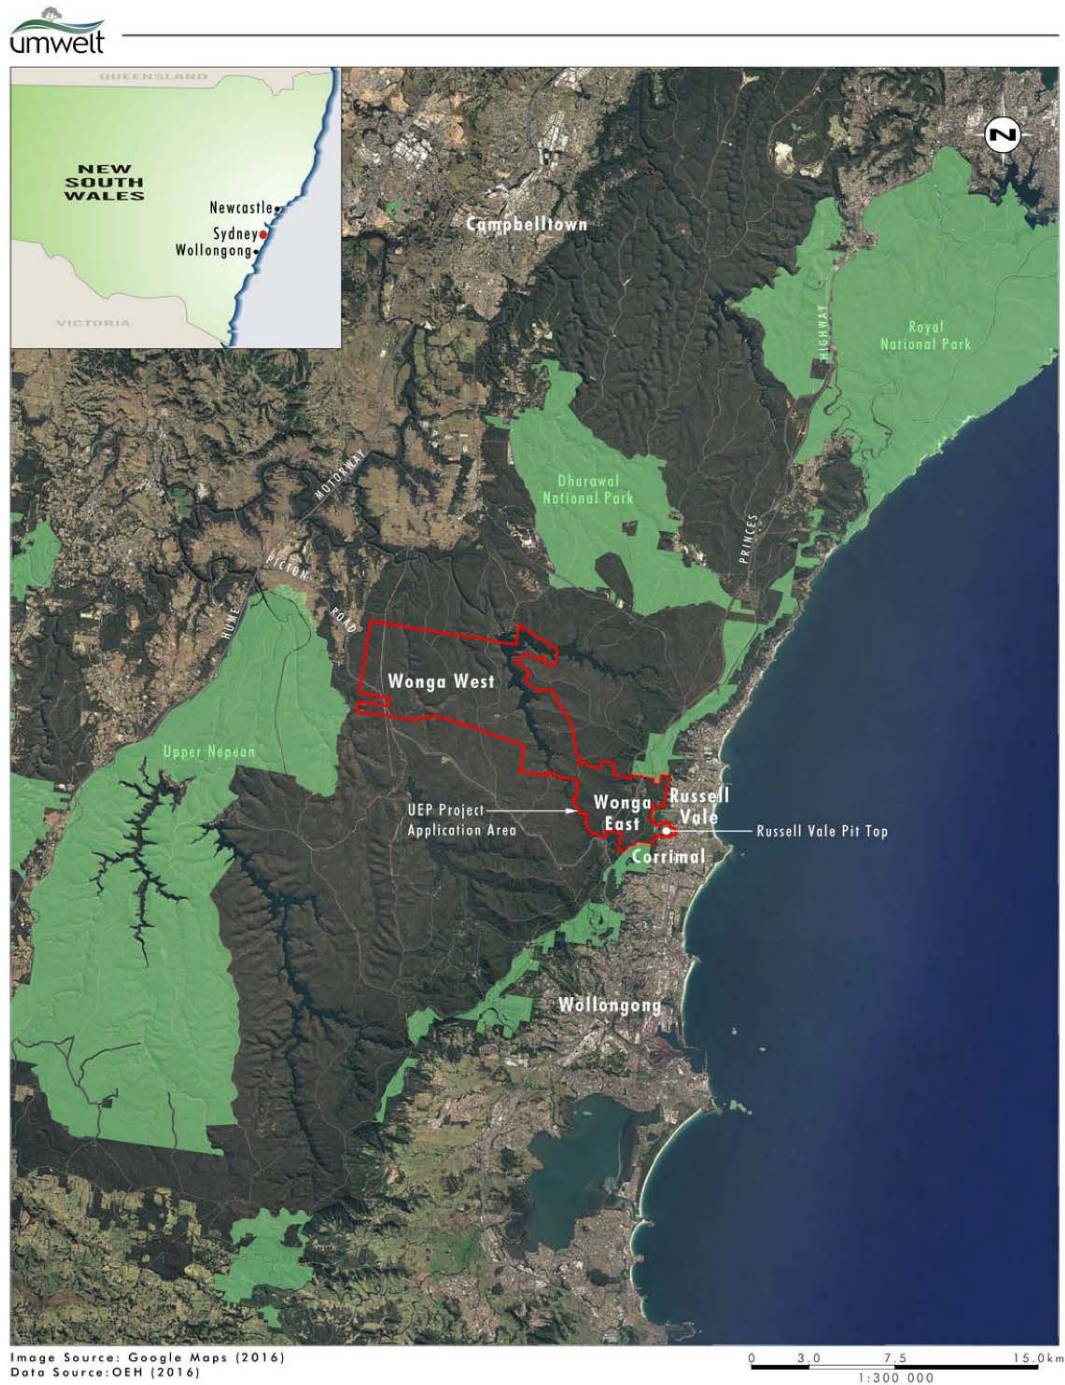 umwelt
QUEENSLAND
NEW
SOUTH
WALES
Newcastle
Sydney
Wollongong
VICTORIA
N
Campbelltown
HIGHWAY
Royal
National Park
MOTORWAY
Dharawal
National Park
PRINCES
PICTON
ROAD
HUME
Wonga West
Upper Nepean
UEP Project
Application Area
Wonga
East
Russell
Vale
Russell Vale Pit Top
Corrimal
Wollongong
Image Source: Google Maps (2016)
Data Source:OEH (2016)
0 3.0 7.5 15.0km
1:300 000